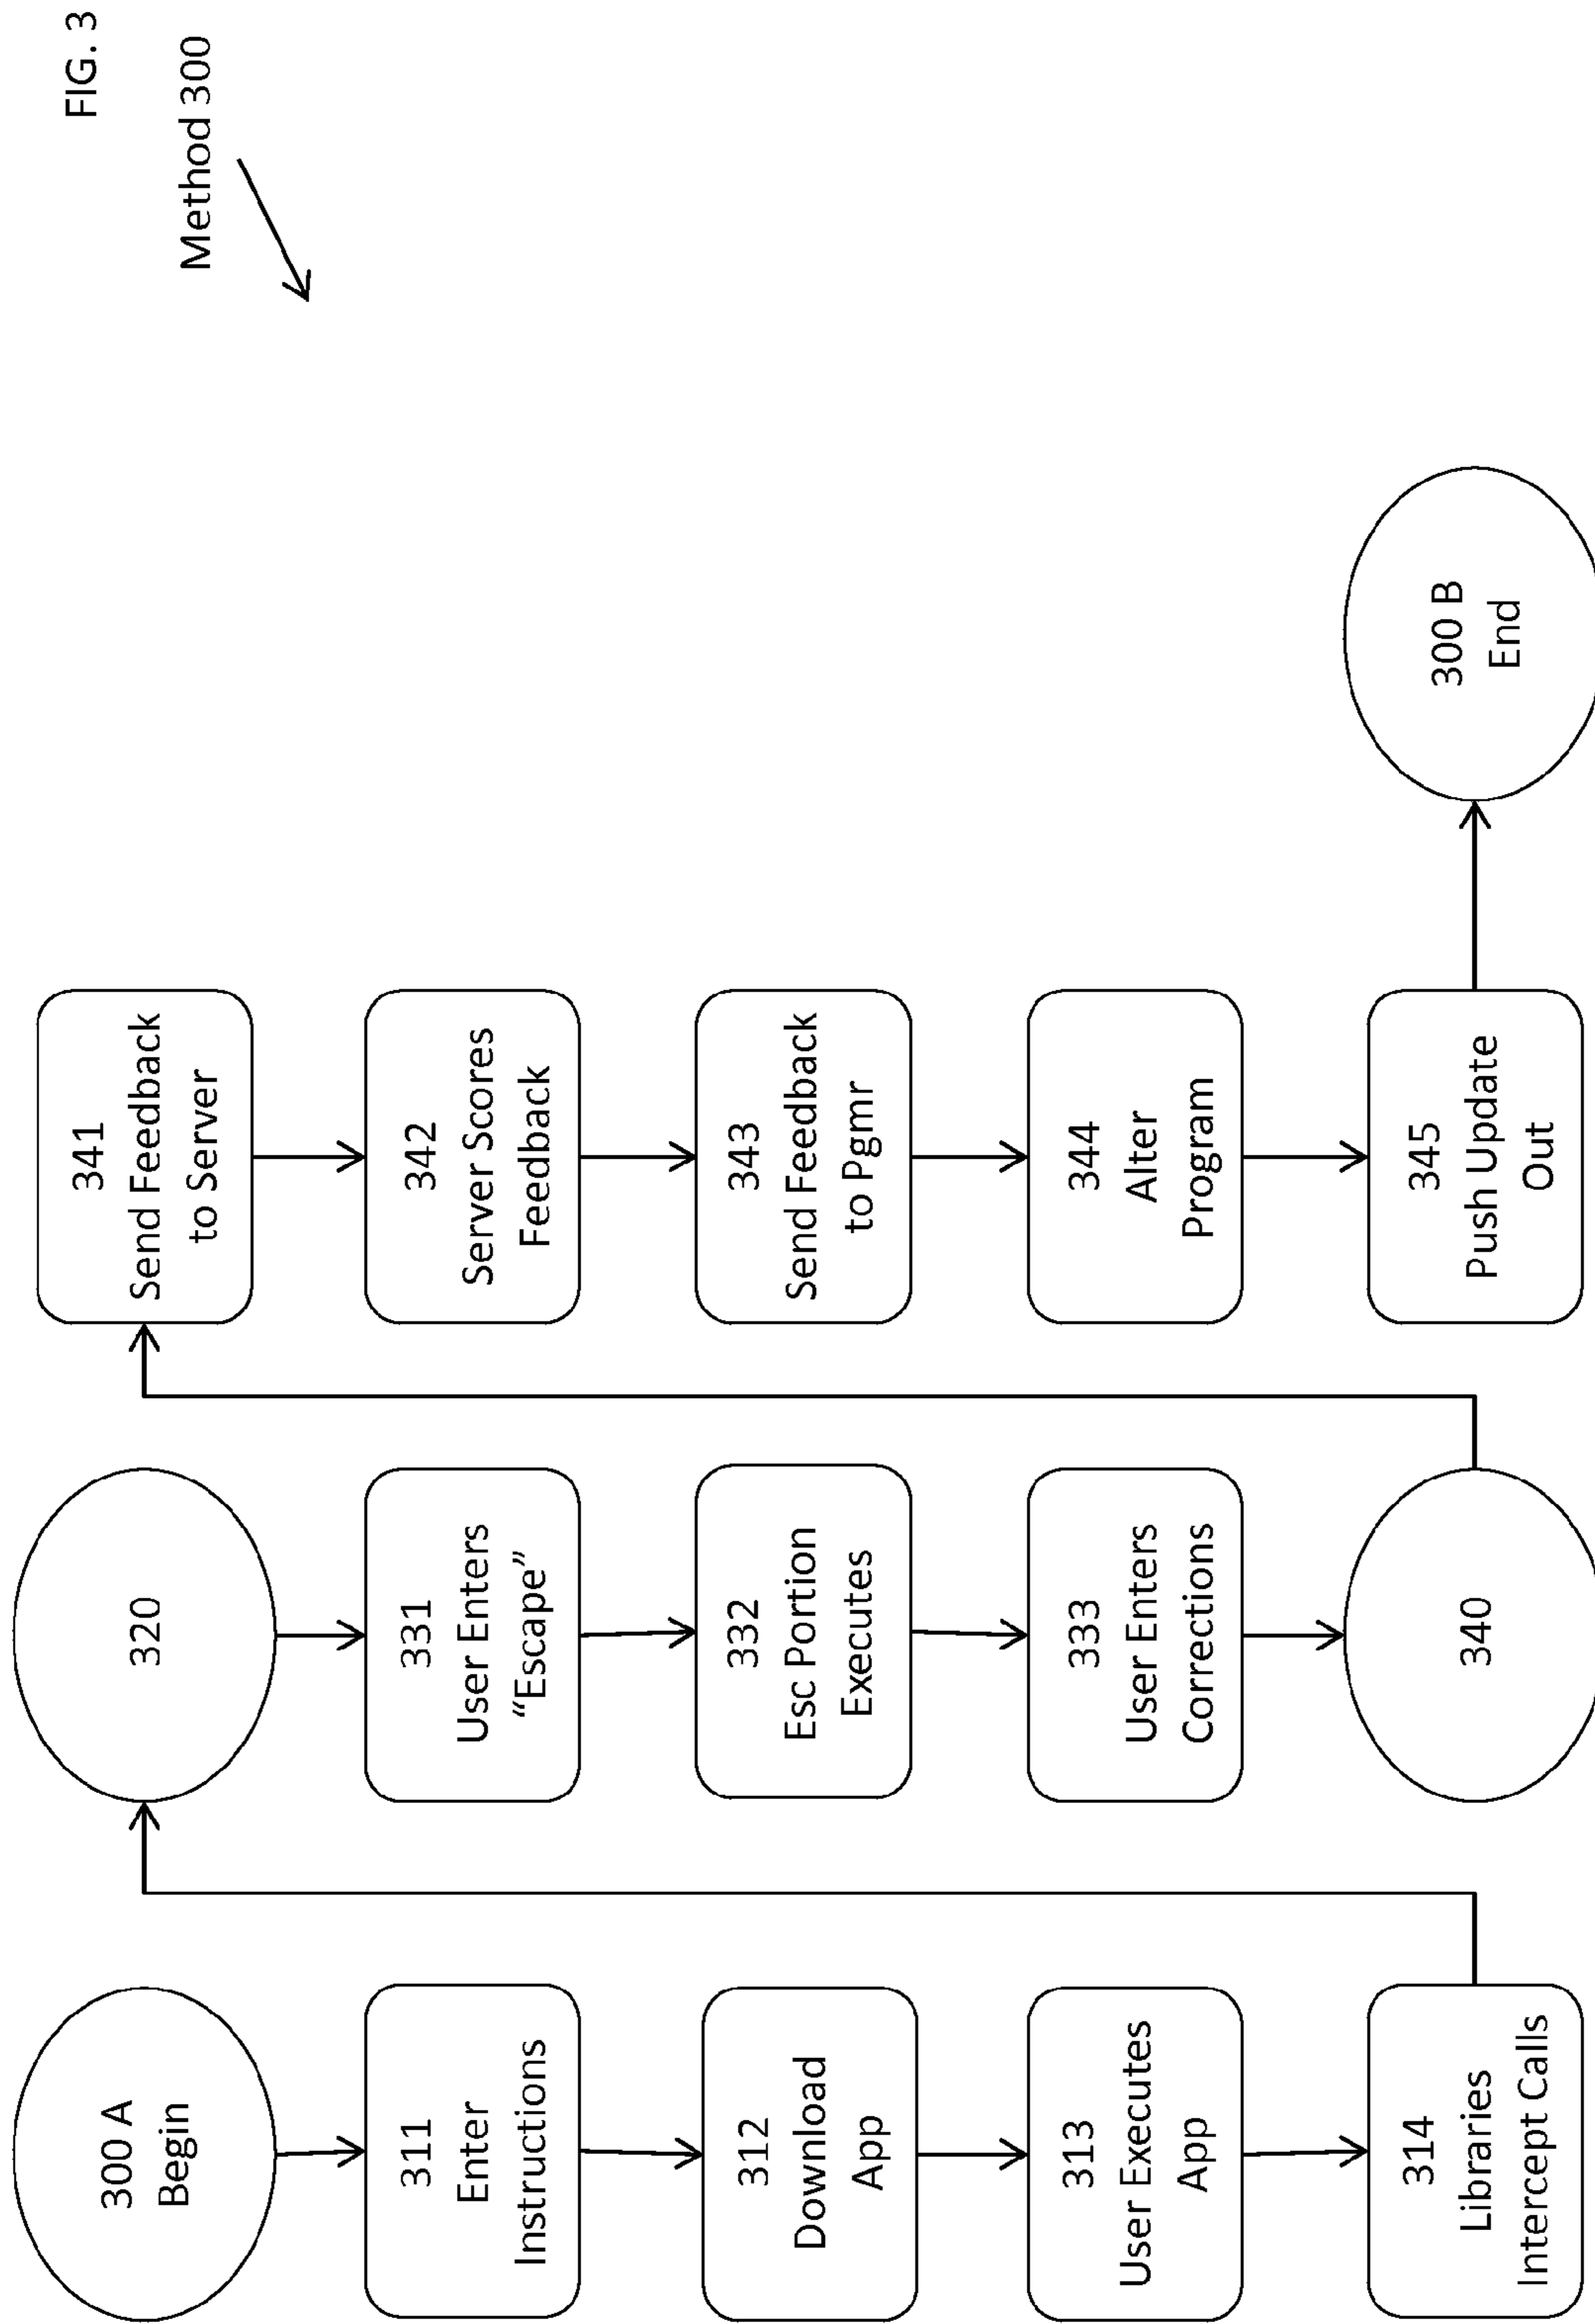 FIG. 3
Method 300
300 A
Begin
311
Enter
Instructions
312
Download
App
313
User Executes
App
314
Libraries
Intercept Calls
320
331
User Enters
“Escape”
332
Esc Portion
Executes
333
User Enters
Corrections
340
341
Send Feedback
to Server
342
Server Scores
Feedback
343
Send Feedback
to Pgmr
344
Alter
Program
345
Push Update
Out
300 B
End